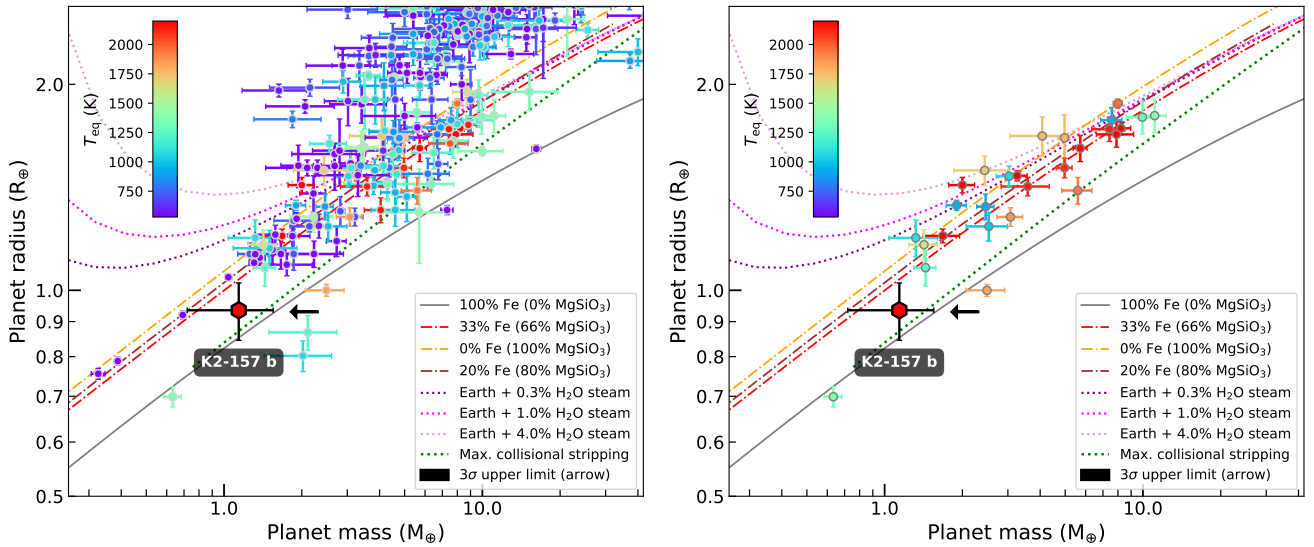 2000
1750
1500
1250
1000
750
T_eq (K)
2.0
1.0
0.9
0.8
0.7
0.6
0.5
Planet radius (R⊕)
K2-157 b
100% Fe (0% MgSiO₃)
33% Fe (66% MgSiO₃)
0% Fe (100% MgSiO₃)
20% Fe (80% MgSiO₃)
Earth + 0.3% H₂O steam
Earth + 1.0% H₂O steam
Earth + 4.0% H₂O steam
Max. collisional stripping
3σ upper limit (arrow)
1.0
10.0
Planet mass (M⊕)
2000
1750
1500
1250
1000
750
T_eq (K)
2.0
1.0
0.9
0.8
0.7
0.6
0.5
Planet radius (R⊕)
K2-157 b
100% Fe (0% MgSiO₃)
33% Fe (66% MgSiO₃)
0% Fe (100% MgSiO₃)
20% Fe (80% MgSiO₃)
Earth + 0.3% H₂O steam
Earth + 1.0% H₂O steam
Earth + 4.0% H₂O steam
Max. collisional stripping
3σ upper limit (arrow)
1.0
10.0
Planet mass (M⊕)